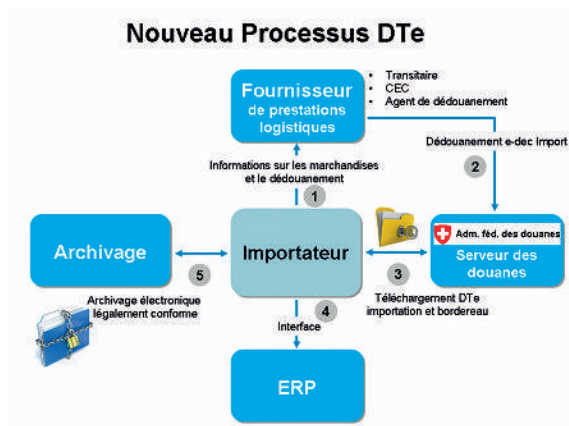 Nouveau Processus DTe
Fournisseur
de prestations
logistiques
• Transitaire
• CEC
• Agent de dédouanement
Informations sur les marchandises
et le dédouanement
1
Dédouanement e-dec Import
2
Archivage
5
Importateur
3
Adm. féd. des douanes
Serveur des
douanes
Archivage électronique
légalement conforme
4
Interface
Téléchargement DTe
importation et bordereau
ERP